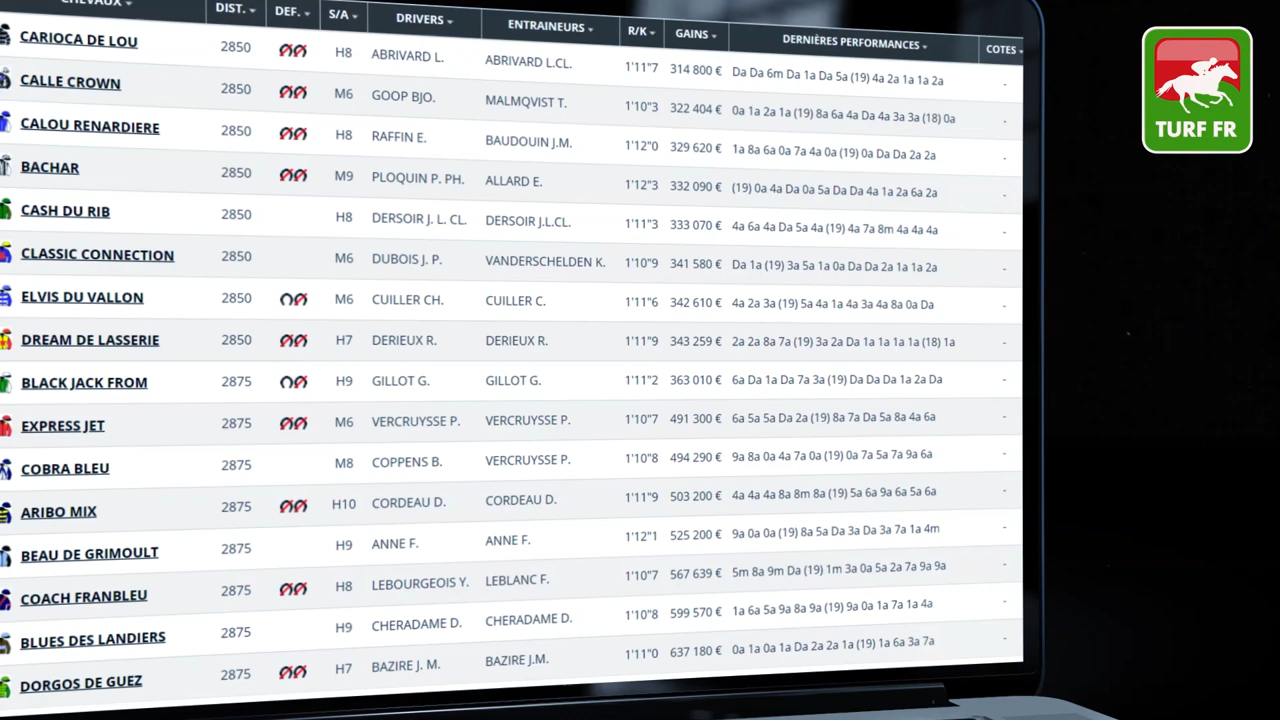 CHEVAUX DIST. DEF. S/A DRIVERS ENTRAINEURS R/K GAINS DERNIÈRES PERFORMANCES COTES
CARIOCA DE LOU 2850 H8 ABRIVARD L. ABRIVARD L.CL. 1'11"7 314 800 € Da Da 6m Da 1a Da 5a (19) 4a 2a 1a 1a 2a -
CALLE CROWN 2850 M6 GOOP BJO. MALMQVIST T. 1'10"3 322 404 € 0a 1a 2a 1a (19) 8a 6a 4a Da 4a 3a 3a (18) 0a -
CALOU RENARDIERE 2850 H8 RAFFIN E. BAUDOUIN J.M. 1'12"0 329 620 € 1a 8a 6a 0a 7a 4a 0a (19) 0a Da Da 2a 2a -
BACHAR 2850 M9 PLOQUIN P. PH. ALLARD E. 1'12"3 332 090 € (19) 0a 4a Da 0a 5a Da Da 4a 1a 2a 6a 2a -
CASH DU RIB 2850 H8 DERSOIR J. L. CL. DERSOIR J.L.CL. 1'11"3 333 070 € 4a 6a 4a Da 5a 4a (19) 4a 7a 8m 4a 4a 4a -
CLASSIC CONNECTION 2850 M6 DUBOIS J. P. VANDERSCHELDEN K. 1'10"9 341 580 € Da 1a (19) 3a 5a 1a 0a Da Da 2a 1a 1a 2a -
ELVIS DU VALLON 2850 M6 CUILLER CH. CUILLER C. 1'11"6 342 610 € 4a 2a 3a (19) 5a 4a 1a 4a 3a 4a 8a 0a Da -
DREAM DE LASSERIE 2850 H7 DERIEUX R. DERIEUX R. 1'11"9 343 259 € 2a 2a 8a 7a (19) 3a 2a Da 1a 1a 1a 1a (18) 1a -
BLACK JACK FROM 2875 H9 GILLOT G. GILLOT G. 1'11"2 363 010 € 6a Da 1a Da 7a 3a (19) Da Da Da 1a 2a Da -
EXPRESS JET 2875 M6 VERCRUYSSE P. VERCRUYSSE P. 1'10"7 491 300 € 6a 5a 5a Da 2a (19) 8a 7a Da 5a 8a 4a 6a -
COBRA BLEU 2875 M8 COPPENS B. VERCRUYSSE P. 1'10"8 494 290 € 9a 8a 0a 4a 7a 0a (19) 0a 7a 5a 7a 9a 6a -
ARIBO MIX 2875 H10 CORDEAU D. CORDEAU D. 1'11"9 503 200 € 4a 4a 4a 8a 8m 8a (19) 5a 6a 9a 6a 5a 6a -
BEAU DE GRIMOULT 2875 H9 ANNE F. ANNE F. 1'12"1 525 200 € 9a 0a 0a (19) 8a 5a Da 3a Da 3a 7a 1a 4m -
COACH FRANBLEU 2875 H8 LEBOURGEOIS Y. LEBLANC F. 1'10"7 567 639 € 5m 8a 9m Da (19) 1m 3a 0a 5a 2a 7a 9a 9a -
BLUES DES LANDIERS 2875 H9 CHERADAME D. CHERADAME D. 1'10"8 599 570 € 1a 6a 5a 9a 8a 9a (19) 9a 0a 1a 7a 1a 4a -
DORGOS DE GUEZ 2875 H7 BAZIRE J. M. BAZIRE J.M. 1'11"0 637 180 € 0a 1a 0a 1a Da 2a 2a 1a (19) 1a 6a 3a 7a -
TURF FR